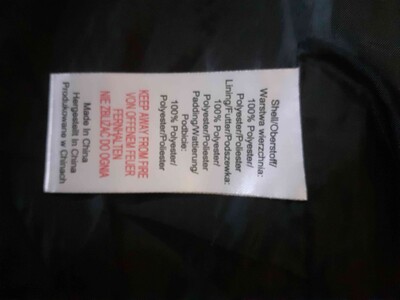 Shell/Oberstoff/
Warstwa wierzchnia:
100% Polyester/
Polyester/Poliester
Lining/Futter/Podszewka:
100% Polyester/
Polyester/Poliester
Padding/Wattierung/
Podbicie:
100% Polyester/
Polyester/Poliester
KEEP AWAY FROM FIRE
VON OFFENEM FEUER
FERNHALTEN
NIE ZBLIŻAĆ DO OGNIA
Made In China
Hergestellt In China
Produkowane w Chinach